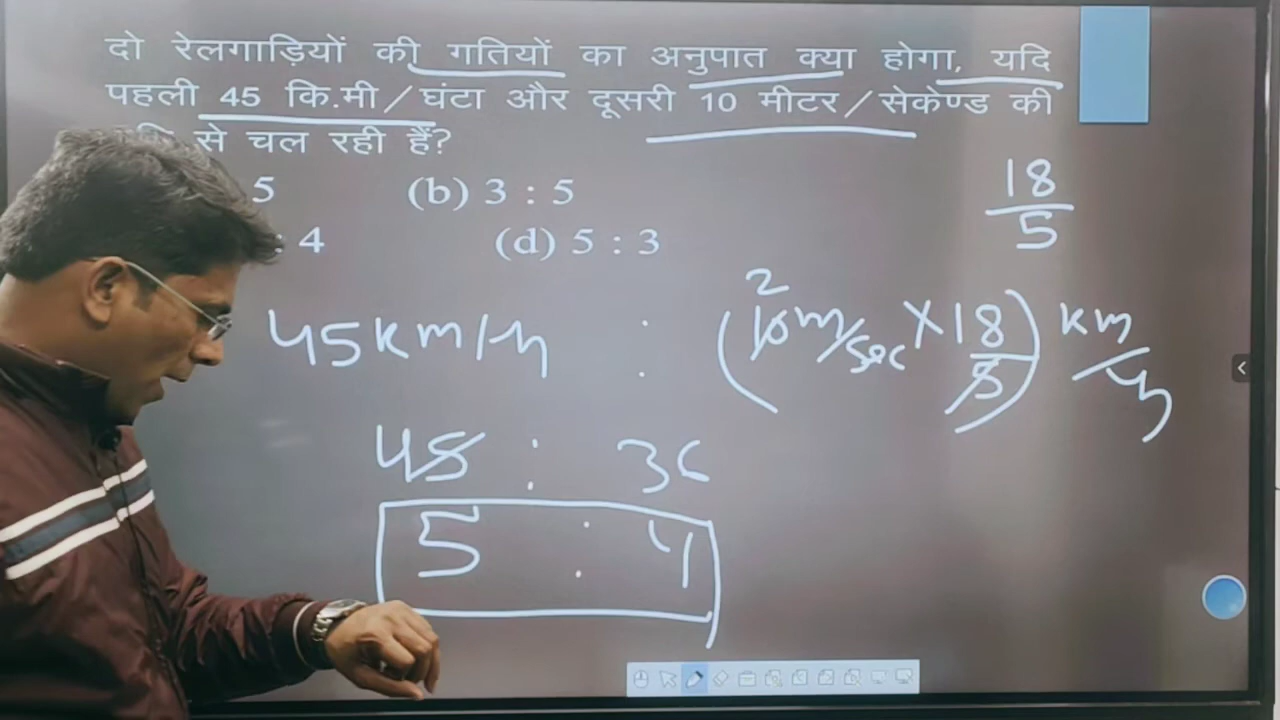 दो रेलगाड़ियों की गतियों का अनुपात क्या होगा, यदि
पहली 45 कि.मी/घंटा और दूसरी 10 मीटर/सेकेण्ड की
से चल रही हैं?
5 (b) 3 : 5
: 4 (d) 5 : 3
18/5
45km/h : (10m/sec × 18/5) km/h
2
45 : 36
5 : 4